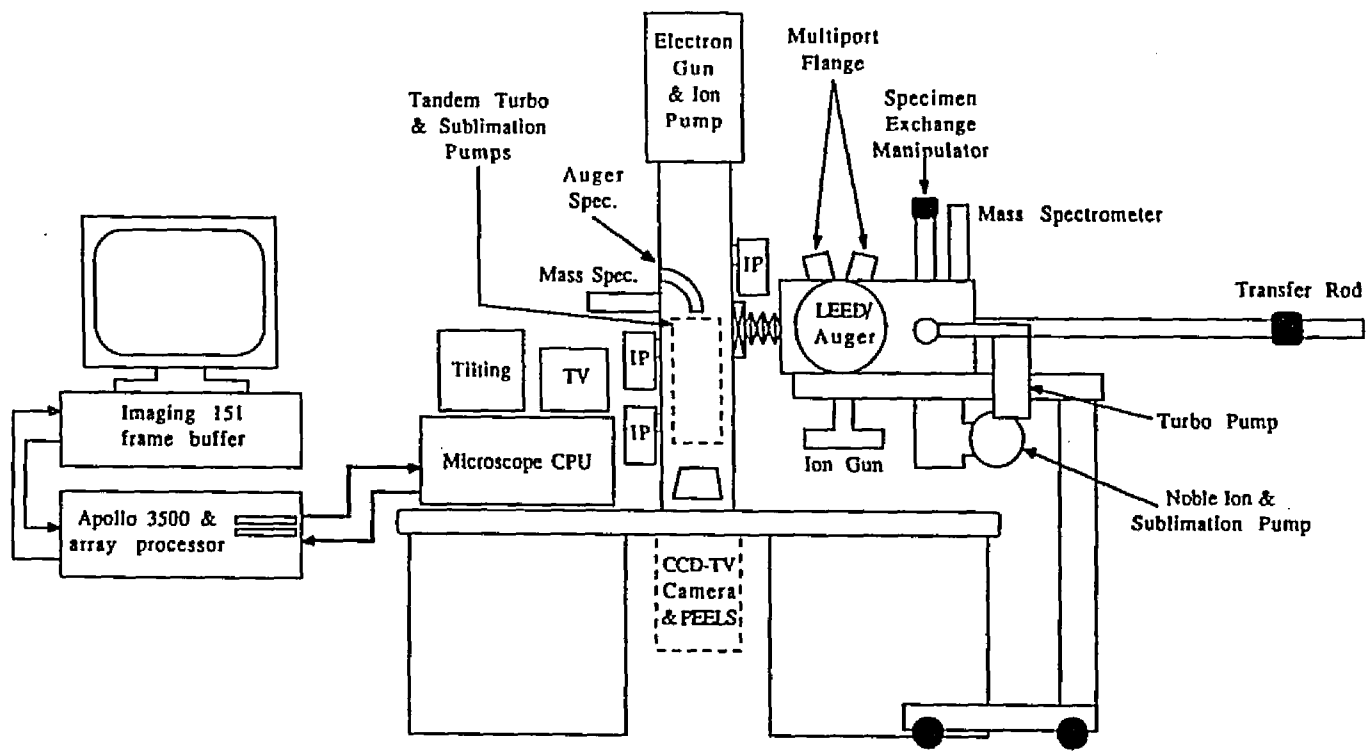 Electron
Gun
& Ion
Pump
Multiport
Flange
Tandem Turbo
& Sublimation
Pumps
Specimen
Exchange
Manipulator
Auger
Spec.
Mass Spectrometer
Mass Spec.
IP
Transfer Rod
LEED/
Auger
Tilting
TV
IP
Imaging 151
frame buffer
IP
Turbo Pump
Microscope CPU
Ion Gun
Noble Ion &
Sublimation Pump
Apollo 3500 &
array processor
CCD-TV
Camera
& PEELS